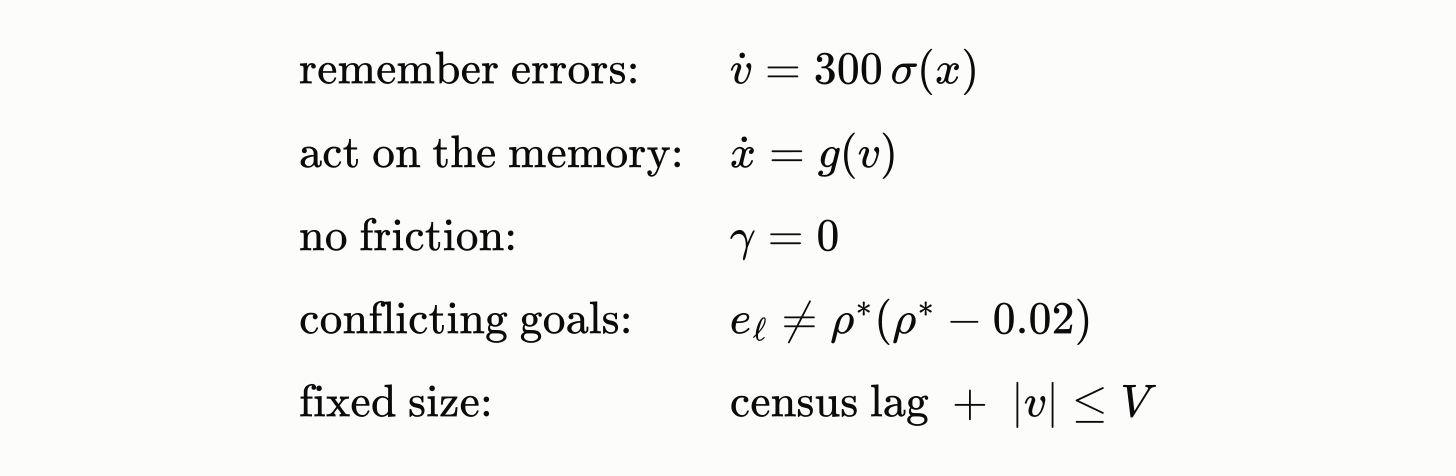 remember errors: v̇ = 300 σ(x)
act on the memory: ẋ = g(v)
no friction: γ = 0
conflicting goals: e_ℓ ≠ ρ*(ρ* − 0.02)
fixed size: census lag + |v| ≤ V